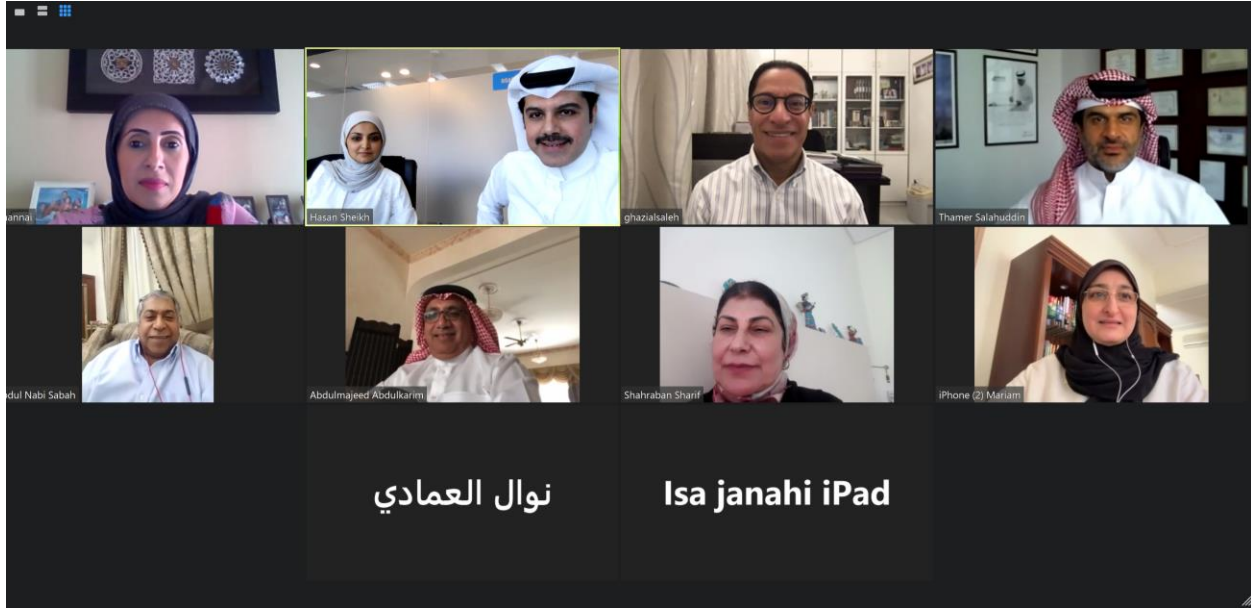 annai
Hasan Sheikh
ghazialsaleh
Thamer Salahuddin
dul Nabi Sabah
Abdulmajeed Abdulkarim
Shahraban Sharif
iPhone (2) Mariam
نوال العمادي
Isa janahi iPad